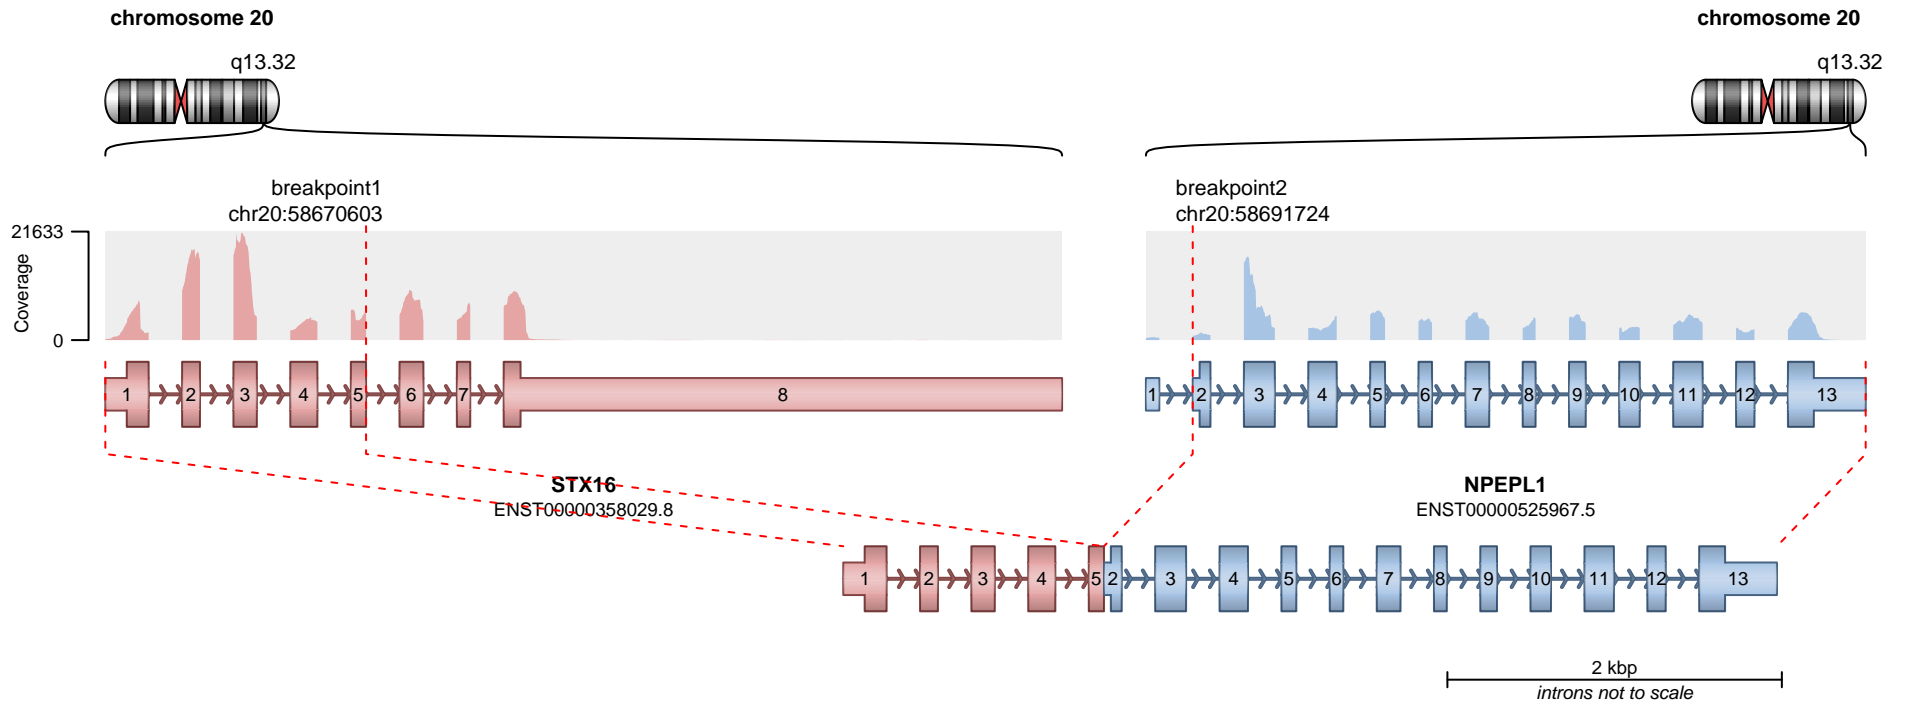 chromosome 20
chromosome 20
q13.32
q13.32
breakpoint1
chr20:58670603
breakpoint2
chr20:58691724
21633
Coverage
0
1 2 3 4 5 6 7 8
1 2 3 4 5 6 7 8 9 10 11 12 13
STX16
ENST00000358029.8
NPEPL1
ENST00000525967.5
1 2 3 4 5 2 3 4 5 6 7 8 9 10 11 12 13
2 kbp
introns not to scale